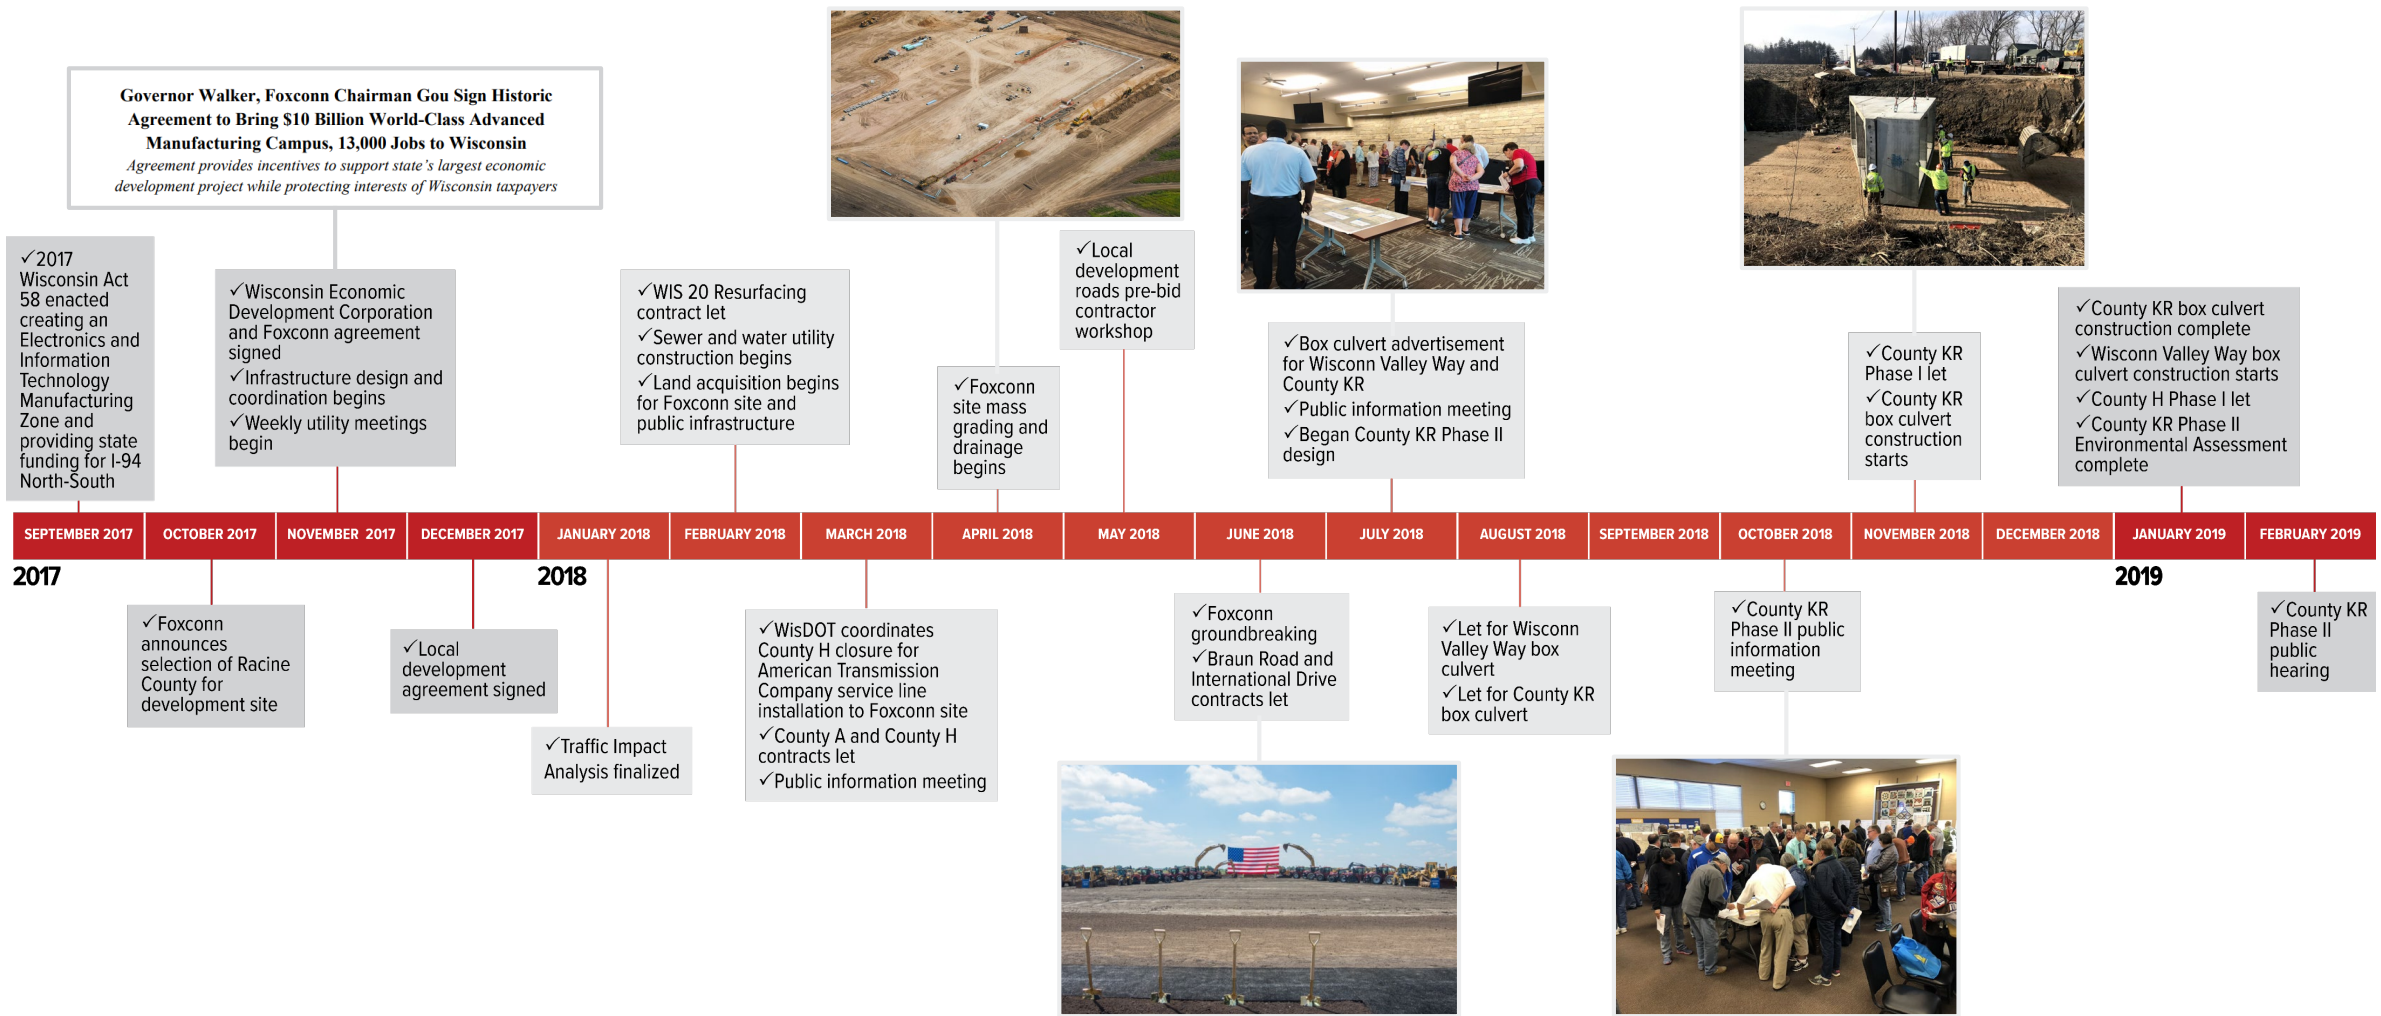 Governor Walker, Foxconn Chairman Gou Sign Historic
Agreement to Bring $10 Billion World-Class Advanced
Manufacturing Campus, 13,000 Jobs to Wisconsin
Agreement provides incentives to support state's largest economic
development project while protecting interests of Wisconsin taxpayers
✓2017
Wisconsin Act
58 enacted
creating an
Electronics and
Information
Technology
Manufacturing
Zone and
providing state
funding for I-94
North-South
✓Wisconsin Economic
Development Corporation
and Foxconn agreement
signed
✓Infrastructure design and
coordination begins
✓Weekly utility meetings
begin
✓WIS 20 Resurfacing
contract let
✓Sewer and water utility
construction begins
✓Land acquisition begins
for Foxconn site and
public infrastructure
✓Foxconn
site mass
grading and
drainage
begins
✓Local
development
roads pre-bid
contractor
workshop
✓Box culvert advertisement
for Wisconn Valley Way and
County KR
✓Public information meeting
✓Began County KR Phase II
design
✓County KR
Phase I let
✓County KR
box culvert
construction
starts
✓County KR box culvert
construction complete
✓Wisconn Valley Way box
culvert construction starts
✓County H Phase I let
✓County KR Phase II
Environmental Assessment
complete
SEPTEMBER 2017 OCTOBER 2017 NOVEMBER 2017 DECEMBER 2017 JANUARY 2018 FEBRUARY 2018 MARCH 2018 APRIL 2018 MAY 2018 JUNE 2018 JULY 2018 AUGUST 2018 SEPTEMBER 2018 OCTOBER 2018 NOVEMBER 2018 DECEMBER 2018 JANUARY 2019 FEBRUARY 2019
2017 2018 2019
✓Foxconn
announces
selection of Racine
County for
development site
✓Local
development
agreement signed
✓Traffic Impact
Analysis finalized
✓WisDOT coordinates
County H closure for
American Transmission
Company service line
installation to Foxconn site
✓County A and County H
contracts let
✓Public information meeting
✓Foxconn
groundbreaking
✓Braun Road and
International Drive
contracts let
✓Let for Wisconn
Valley Way box
culvert
✓Let for County KR
box culvert
✓County KR
Phase II public
information
meeting
✓County KR
Phase II
public
hearing